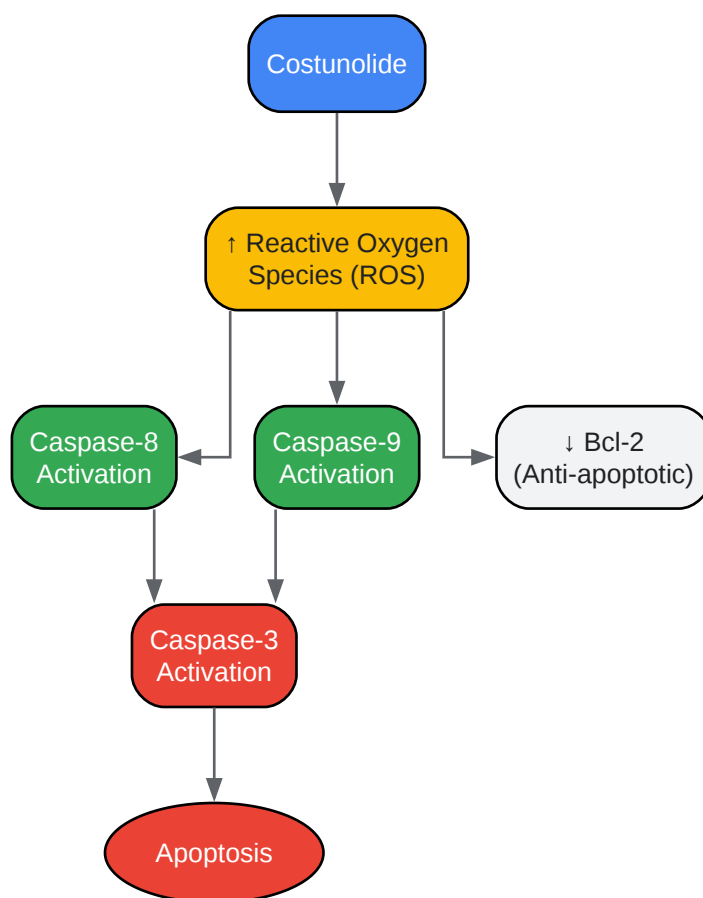 Costunolide
↑ Reactive Oxygen
Species (ROS)
Caspase-8
Activation
Caspase-9
Activation
↓ Bcl-2
(Anti-apoptotic)
Caspase-3
Activation
Apoptosis